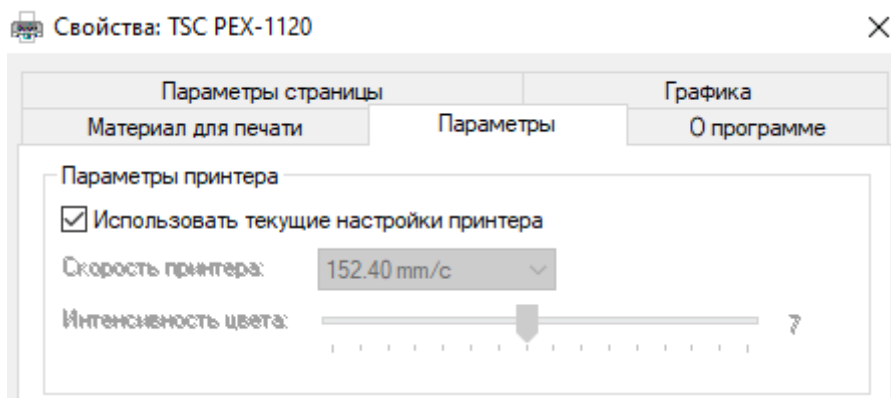 Свойства: TSC PEX-1120
Параметры страницы
Графика
Материал для печати
Параметры
О программе
Параметры принтера
Использовать текущие настройки принтера
Скорость принтера:
152.40 mm/c
Интенсивность цвета:
7